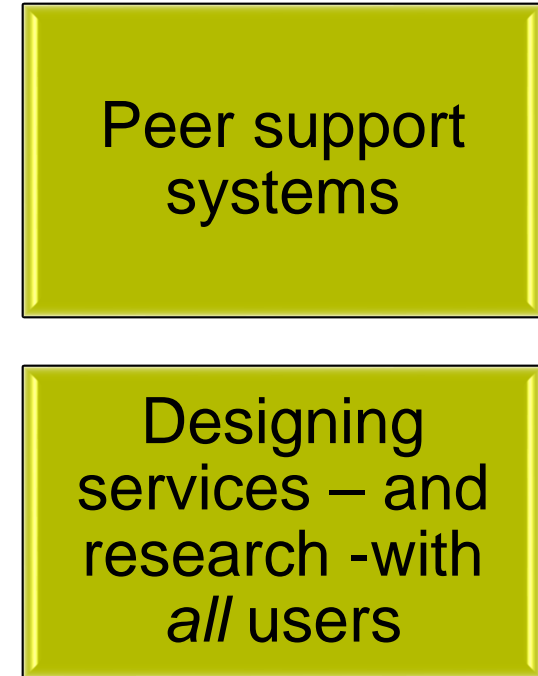 Peer support
systems
Designing
services – and
research -with
all users